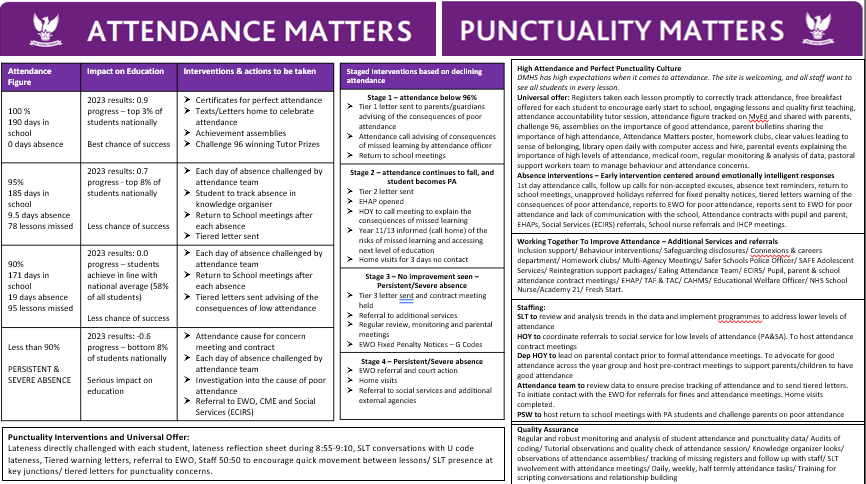 ATTENDANCE MATTERS
PUNCTUALITY MATTERS
Attendance
Figure
Impact on Education
Interventions & actions to be taken
100 %
190 days in
school
0 days absence
2023 results: 0.9
progress – top 3% of
students nationally
Best chance of success
Certificates for perfect attendance
Texts/Letters home to celebrate
attendance
Achievement assemblies
Challenge 96 winning Tutor Prizes
95%
185 days in
school
9.5 days absence
78 lessons missed
2023 results: 0.7
progress - top 8% of
students nationally
Less chance of success
Each day of absence challenged by
attendance team
Student to track absence in
knowledge organiser
Return to School meetings after
each absence
Tiered letter sent
90%
171 days in
school
19 days absence
95 lessons missed
2023 results: 0.0
progress – students
achieve in line with
national average (58%
of all students)
Less chance of success
Each day of absence challenged by
attendance team
Return to School meetings after
each absence
Tiered letters sent advising of the
consequences of low attendance
Less than 90%
PERSISTENT &
SEVERE ABSENCE
2023 results: -0.6
progress – bottom 8%
of students nationally
Serious impact on
education
Attendance cause for concern
meeting and contract
Each day of absence challenged by
attendance team
Investigation into the cause of poor
attendance
Referral to EWO, CME and Social
Services (ECIRS)
Staged Interventions based on declining
attendance
Stage 1 – attendance below 96%
Tier 1 letter sent to parents/guardians
advising of the consequences of poor
attendance
Attendance call advising of consequences
of missed learning by attendance officer
Return to school meetings
Stage 2 – attendance continues to fall, and
student becomes PA
Tier 2 letter sent
EHAP opened
HOY to call meeting to explain the
consequences of missed learning
Year 11/13 informed (call home) of the
risks of missed learning and accessing
next level of education
Home visits for 3 days no contact
Stage 3 – No improvement seen –
Persistent/Severe absence
Tier 3 letter sent and contract meeting
held
Referral to additional services
Regular review, monitoring and parental
meetings
EWO Fixed Penalty Notices – G Codes
Stage 4 – Persistent/Severe absence
EWO referral and court action
Home visits
Referral to social services and additional
external agencies
Punctuality Interventions and Universal Offer:
Lateness directly challenged with each student, lateness reflection sheet during 8:55-9:10, SLT conversations with U code
lateness, Tiered warning letters, referral to EWO, Staff 50:50 to encourage quick movement between lessons/ SLT presence at
key junctions/ tiered letters for punctuality concerns.
High Attendance and Perfect Punctuality Culture
DMHS has high expectations when it comes to attendance. The site is welcoming, and all staff want to
see all students in every lesson.
Universal offer: Registers taken each lesson promptly to correctly track attendance, free breakfast
offered for each student to encourage early start to school, engaging lessons and quality first teaching,
attendance accountability tutor session, attendance figure tracked on MyEd and shared with parents,
challenge 96, assemblies on the importance of good attendance, parent bulletins sharing the
importance of high attendance, Attendance Matters poster, homework clubs, clear values leading to
sense of belonging, library open daily with computer access and hire, parental events explaining the
importance of high levels of attendance, medical room, regular monitoring & analysis of data, pastoral
support workers team to manage behaviour and attendance concerns.
Absence interventions – Early intervention centered around emotionally intelligent responses
1st day attendance calls, follow up calls for non-accepted excuses, absence text reminders, return to
school meetings, unapproved holidays referred for fixed penalty notices, tiered letters warning of the
consequences of poor attendance, reports to EWO for poor attendance, reports sent to EWO for poor
attendance and lack of communication with the school, Attendance contracts with pupil and parent,
EHAPs, Social Services (ECIRS) referrals, School nurse referrals and IHCP meetings.
Working Together To Improve Attendance – Additional Services and referrals
Inclusion support/ Behaviour interventions/ Safeguarding disclosures/ Connexions & careers
department/ Homework clubs/ Multi-Agency Meetings/ Safer Schools Police Officer/ SAFE Adolescent
Services/ Reintegration support packages/ Ealing Attendance Team/ ECIRS/ Pupil, parent & school
attendance contract meetings/ EHAP/ TAF & TAC/ CAHMS/ Educational Welfare Officer/ NHS School
Nurse/Academy 21/ Fresh Start.
Staffing:
SLT to review and analysis trends in the data and implement programmes to address lower levels of
attendance
HOY to coordinate referrals to social service for low levels of attendance (PA&SA). To host attendance
contract meetings
Dep HOY to lead on parental contact prior to formal attendance meetings. To advocate for good
attendance across the year group and host pre-contract meetings to support parents/children to have
good attendance
Attendance team to review data to ensure precise tracking of attendance and to send tiered letters.
To initiate contact with the EWO for referrals for fines and attendance meetings. Home visits
completed.
PSW to host return to school meetings with PA students and challenge parents on poor attendance
Quality Assurance
Regular and robust monitoring and analysis of student attendance and punctuality data/ Audits of
coding/ Tutorial observations and quality check of attendance session/ Knowledge organizer looks/
observations of attendance assemblies/ tracking of missing registers and follow up with staff/ SLT
involvement with attendance meetings/ Daily, weekly, half termly attendance tasks/ Training for
scripting conversations and relationship building